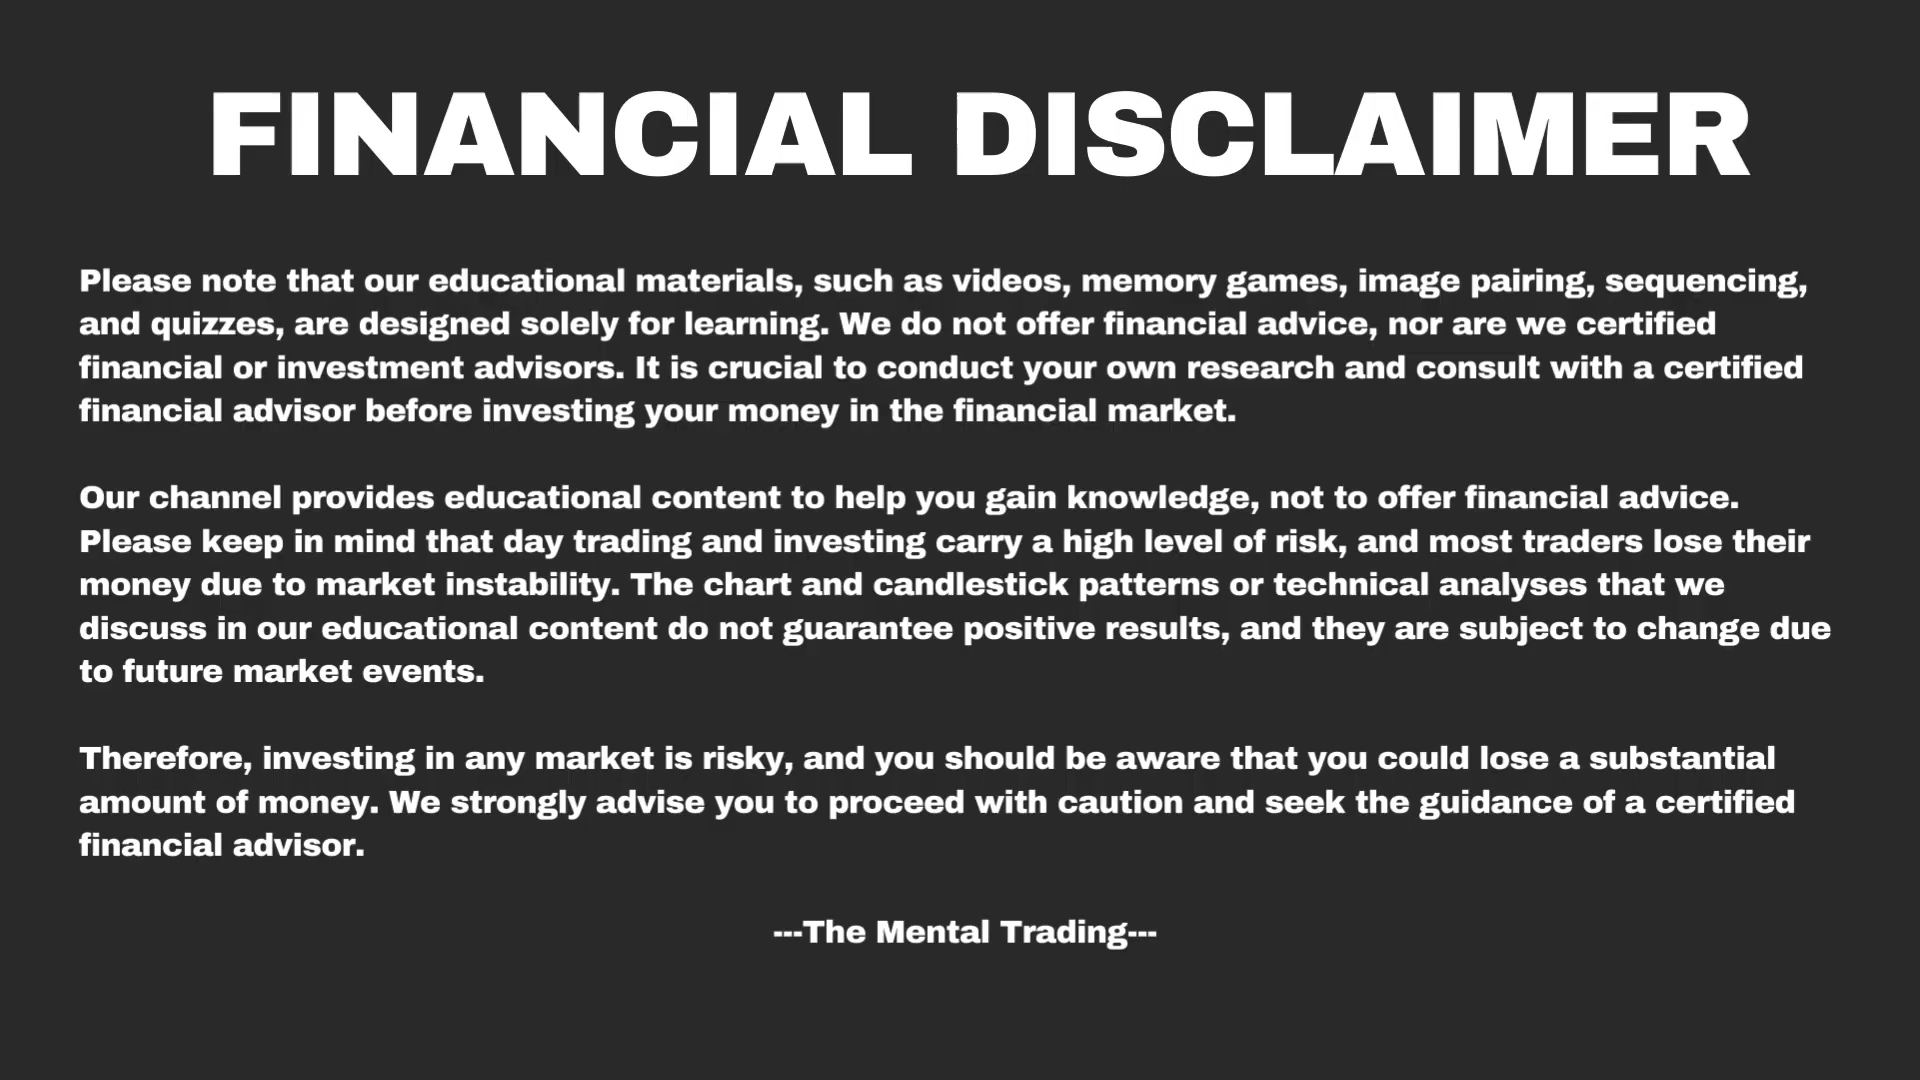 FINANCIAL DISCLAIMER
Please note that our educational materials, such as videos, memory games, image pairing, sequencing,
and quizzes, are designed solely for learning. We do not offer financial advice, nor are we certified
financial or investment advisors. It is crucial to conduct your own research and consult with a certified
financial advisor before investing your money in the financial market.
Our channel provides educational content to help you gain knowledge, not to offer financial advice.
Please keep in mind that day trading and investing carry a high level of risk, and most traders lose their
money due to market instability. The chart and candlestick patterns or technical analyses that we
discuss in our educational content do not guarantee positive results, and they are subject to change due
to future market events.
Therefore, investing in any market is risky, and you should be aware that you could lose a substantial
amount of money. We strongly advise you to proceed with caution and seek the guidance of a certified
financial advisor.
---The Mental Trading---